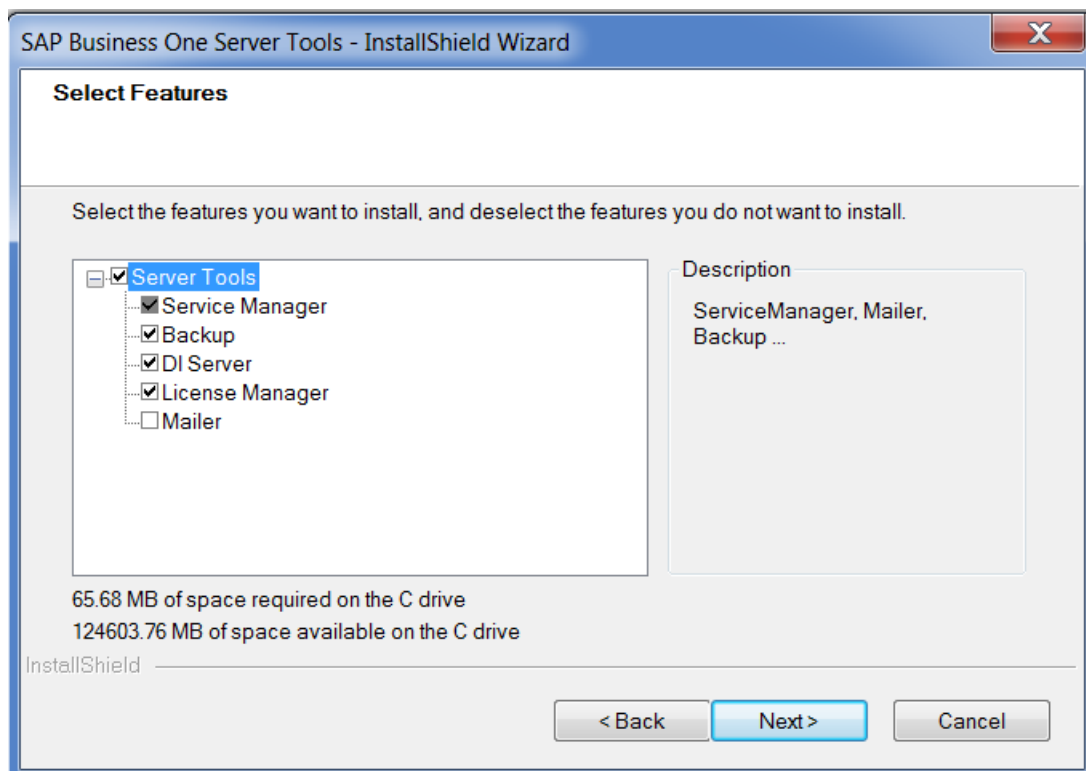 SAP Business One Server Tools - InstallShield Wizard
Select Features
Select the features you want to install, and deselect the features you do not want to install.
Server Tools
Service Manager
Backup
DI Server
License Manager
Mailer
Description
ServiceManager, Mailer,
Backup ...
65.68 MB of space required on the C drive
124603.76 MB of space available on the C drive
InstallShield
< Back
Next >
Cancel